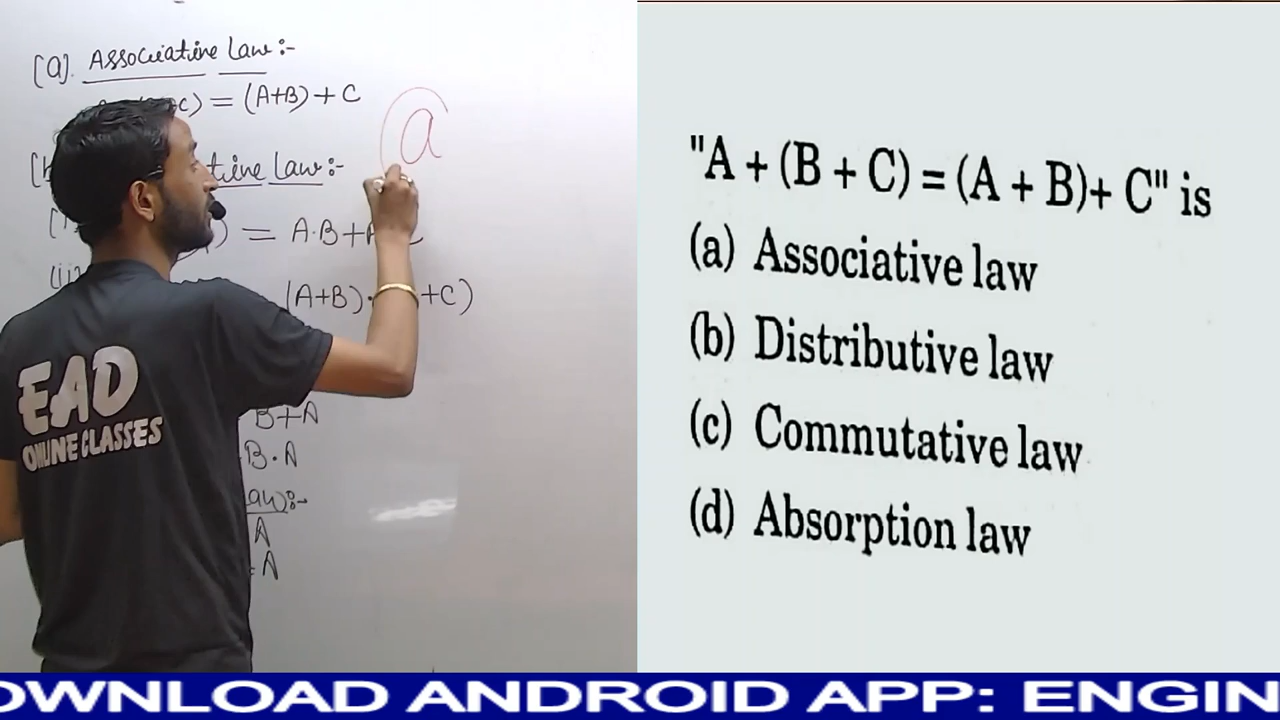 [a]. Associative Law :-
c) = (A+B) + C
a
Law :-
) = A·B+
(ii)
(A+B)·
+C)
B+A
B·A
A
A
EAD
ONLINE CLASSES
"A + (B + C) = (A + B)+ C" is
(a) Associative law
(b) Distributive law
(c) Commutative law
(d) Absorption law
OWNLOAD ANDROID APP: ENGIN